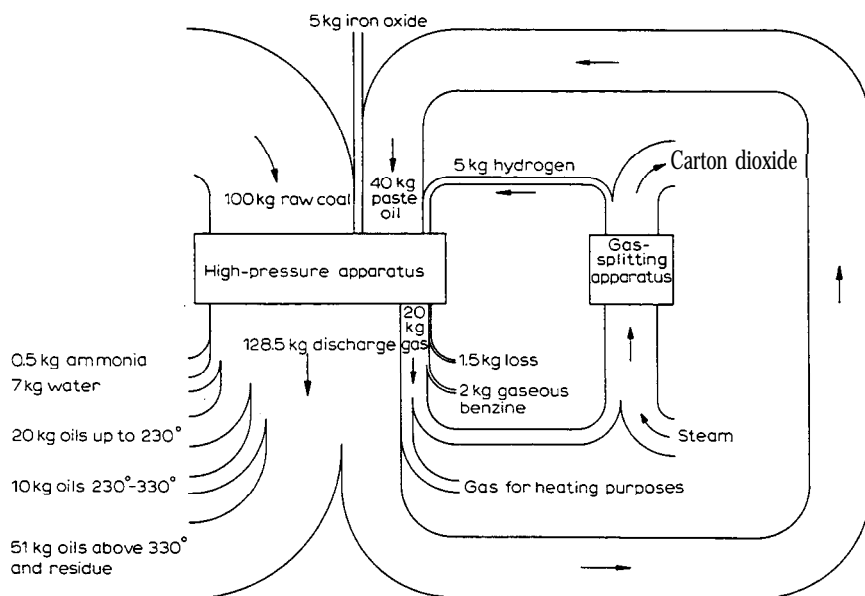 5 kg iron oxide
5 kg hydrogen
Carton dioxide
100 kg raw coal
40 kg
paste
oil
High-pressure apparatus
Gas-
splitting
apparatus
20
kg
128.5 kg discharge gas
0.5 kg ammonia
7 kg water
1.5 kg loss
2 kg gaseous
benzine
20 kg oils up to 230°
Steam
10 kg oils 230°-330°
Gas for heating purposes
51 kg oils above 330°
and residue